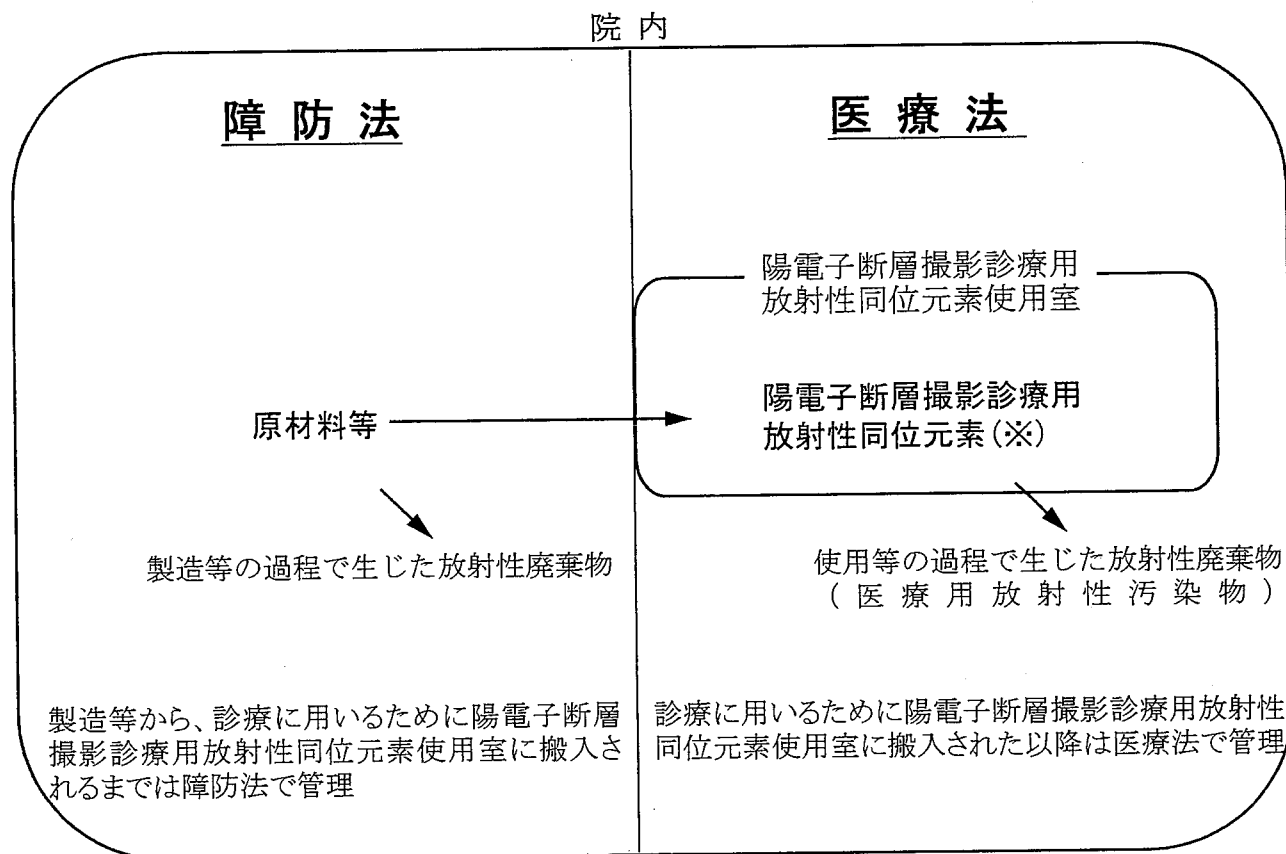 院内
障防法
医療法
陽電子断層撮影診療用
放射性同位元素使用室
原材料等
陽電子断層撮影診療用
放射性同位元素(※)
製造等の過程で生じた放射性廃棄物
使用等の過程で生じた放射性廃棄物
(医療用放射性汚染物)
製造等から、診療に用いるために陽電子断層
撮影診療用放射性同位元素使用室に搬入さ
れるまでは障防法で管理
診療に用いるために陽電子断層撮影診療用放射性
同位元素使用室に搬入された以降は医療法で管理